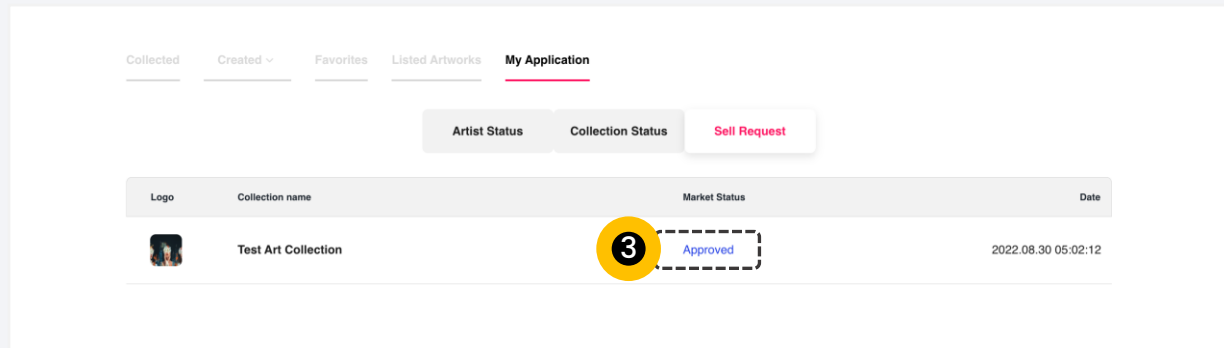 Collected Created Favorites Listed Artworks My Application
Artist Status Collection Status Sell Request
Logo Collection name Market Status Date
Test Art Collection 3 Approved 2022.08.30 05:02:12